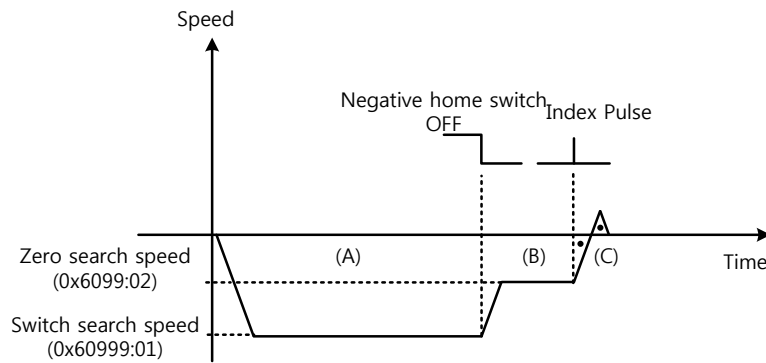 Speed
Negative home switch
OFF
Index Pulse
Zero search speed
(0x6099:02)
(A)
(B)
(C)
Time
Switch search speed
(0x60999:01)